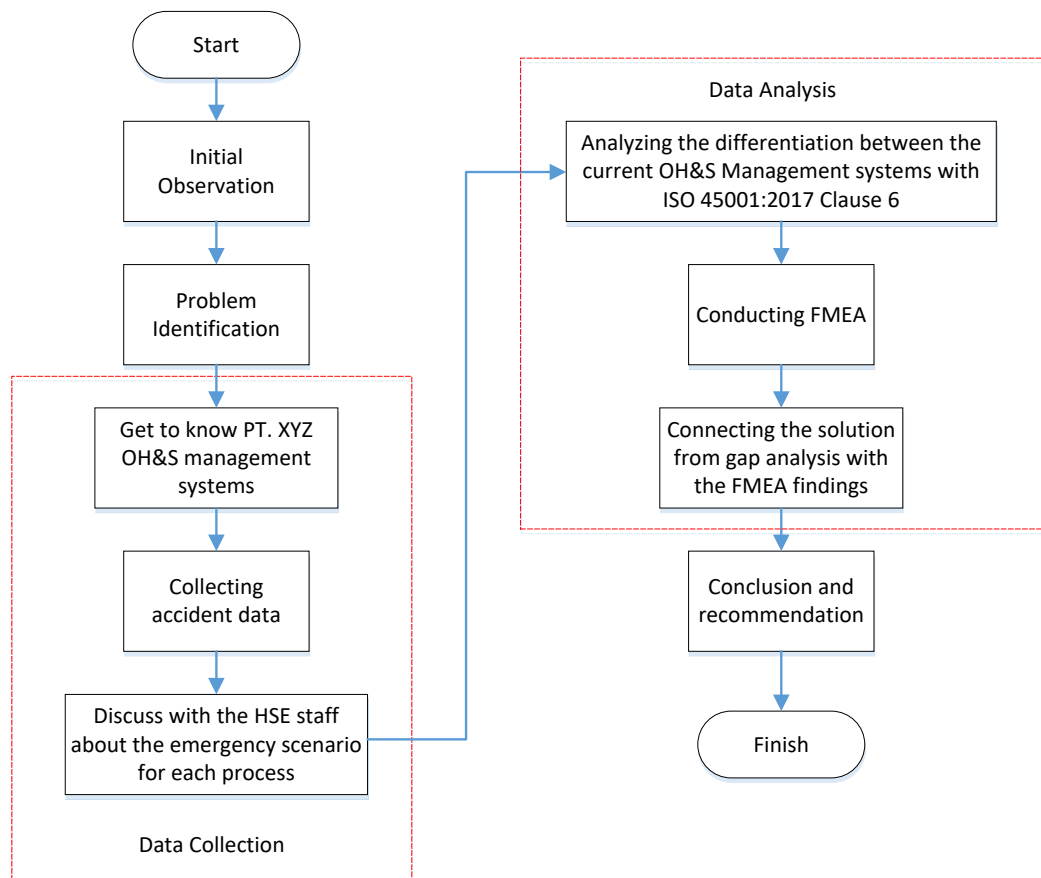 Start
Initial
Observation
Problem
Identification
Get to know PT. XYZ
OH&S management
systems
Collecting
accident data
Discuss with the HSE staff
about the emergency scenario
for each process
Data Collection
Data Analysis
Analyzing the differentiation between the
current OH&S Management systems with
ISO 45001:2017 Clause 6
Conducting FMEA
Connecting the solution
from gap analysis with
the FMEA findings
Conclusion and
recommendation
Finish